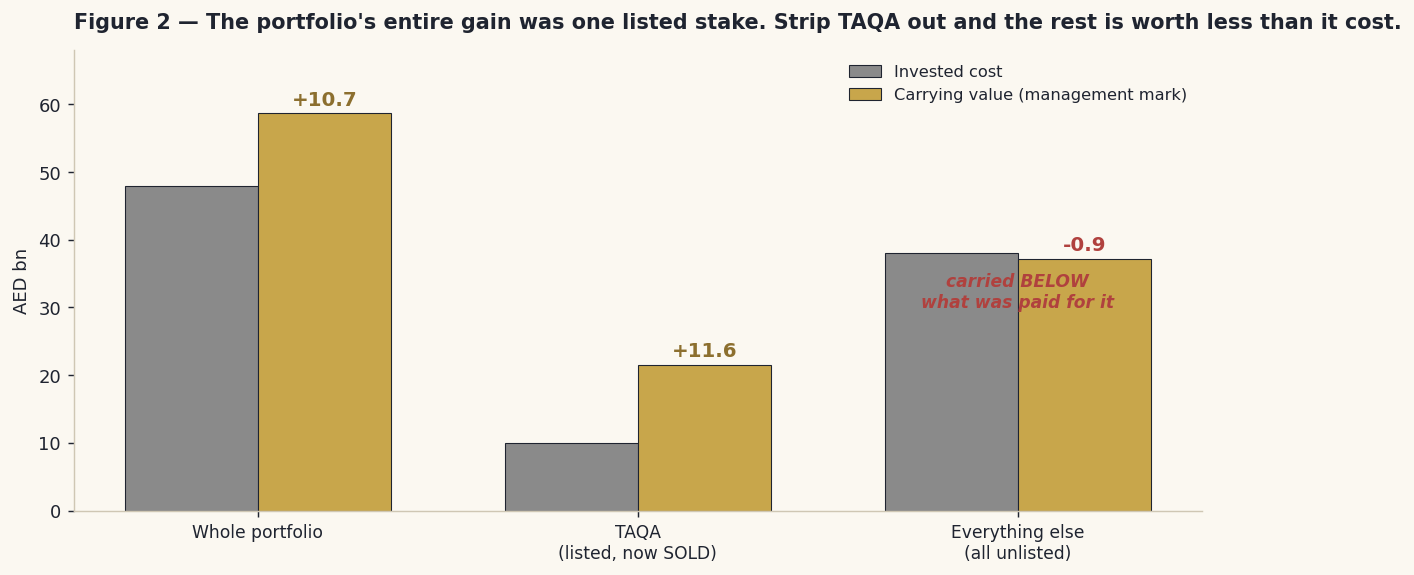 Figure 2 — The portfolio's entire gain was one listed stake. Strip TAQA out and the rest is worth less than it cost.
Invested cost
Carrying value (management mark)
AED bn
60
50
40
30
20
10
0
+10.7
+11.6
-0.9
carried BELOW
what was paid for it
Whole portfolio
TAQA
(listed, now SOLD)
Everything else
(all unlisted)